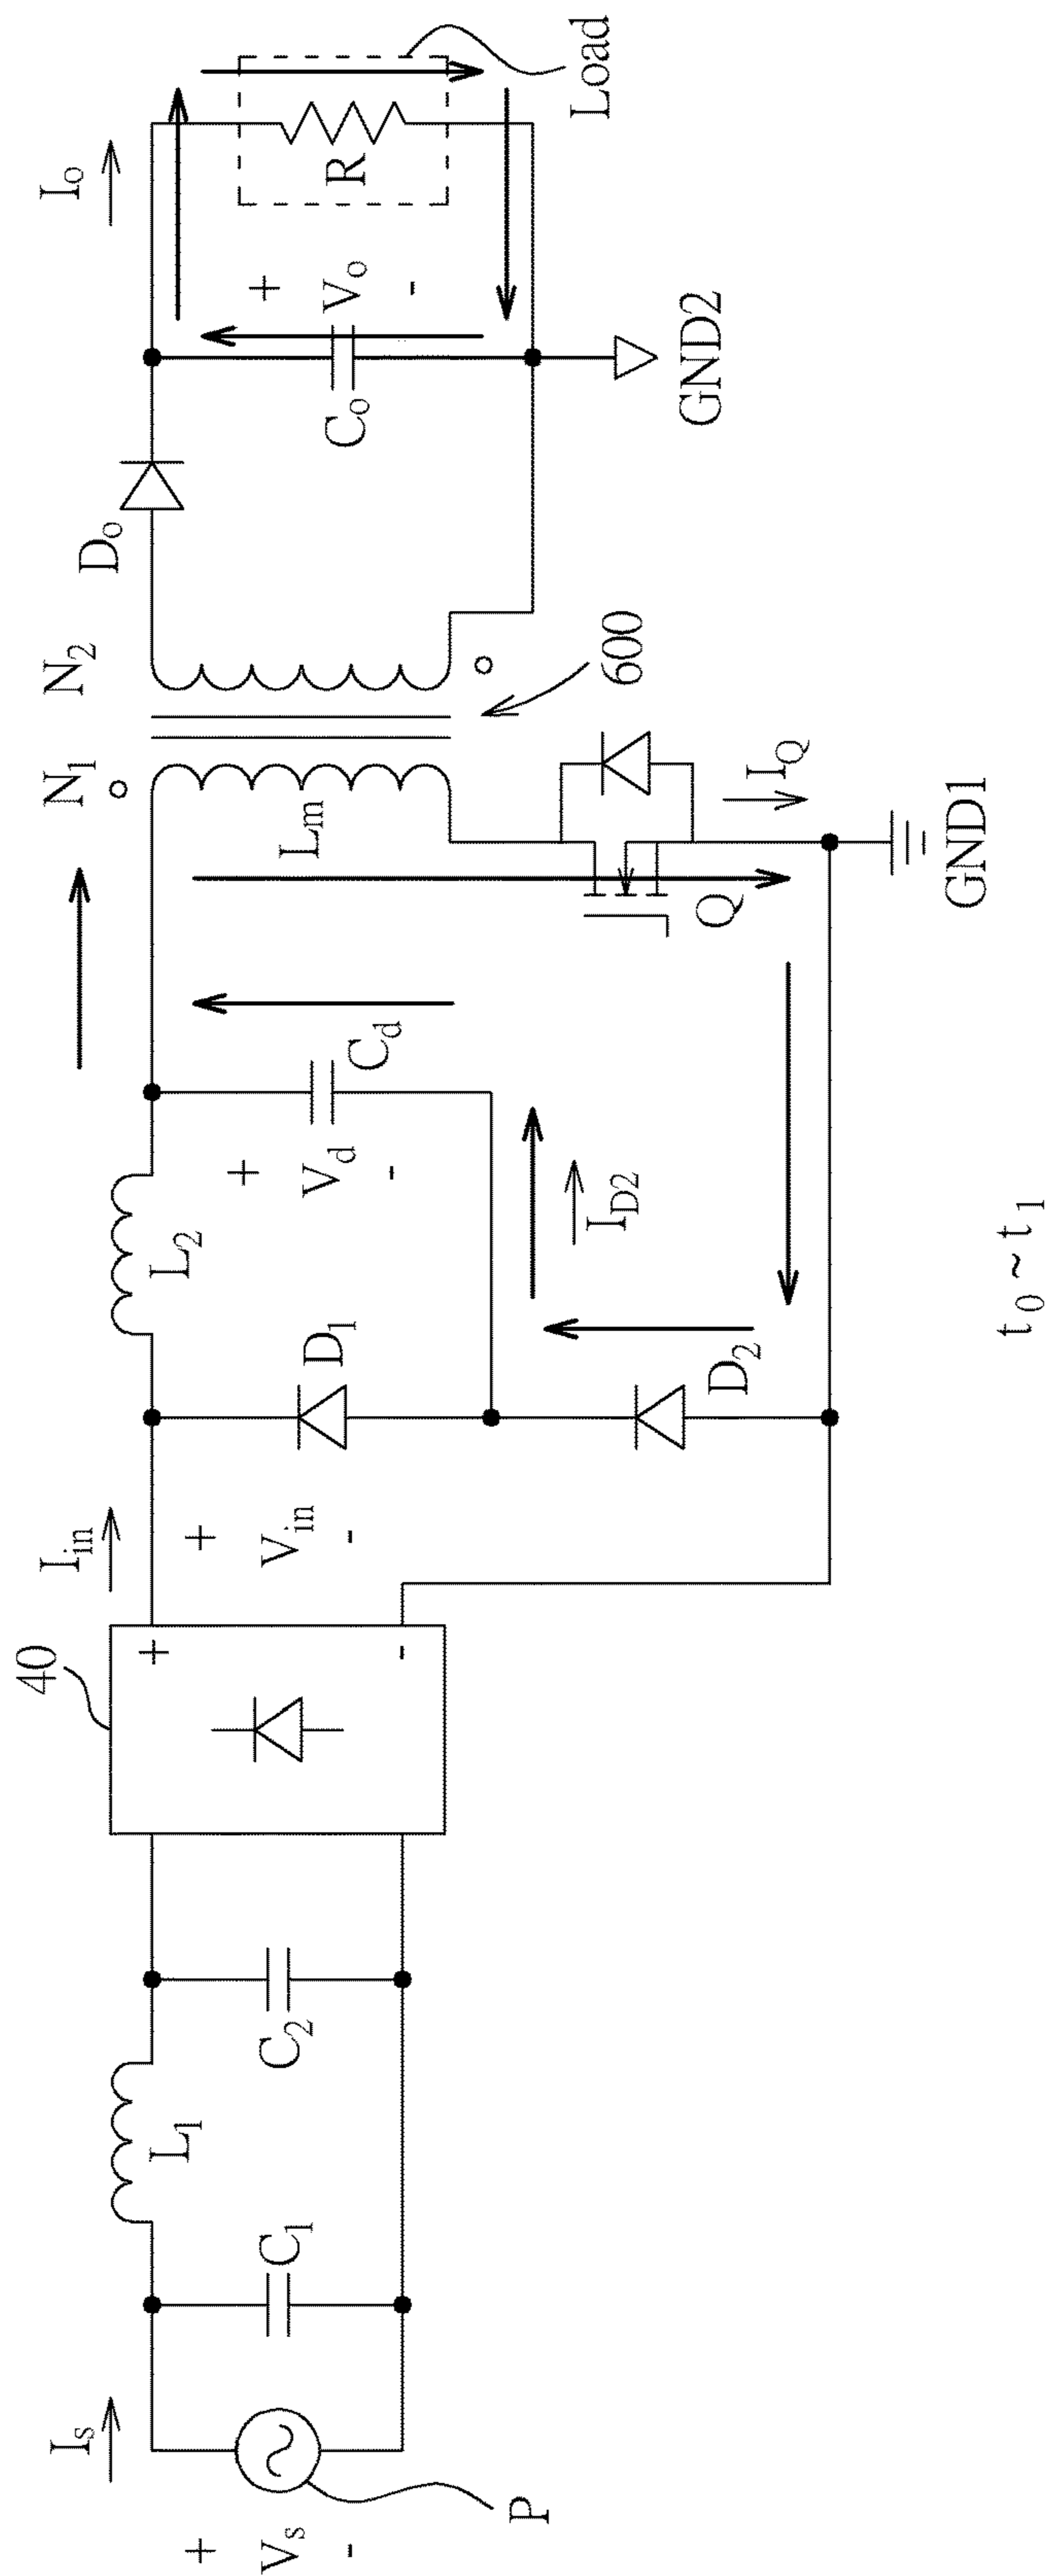 I_s
+
V_s
-
P
C_1
L_1
C_2
40
+
-
I_in
+
V_in
-
D_1
D_2
L_2
+
V_d
-
C_d
I_D2
N_1
N_2
L_m
Q
I_Q
GND1
600
D_o
C_o
+
V_o
-
I_o
R
Load
GND2
t_0 ~ t_1